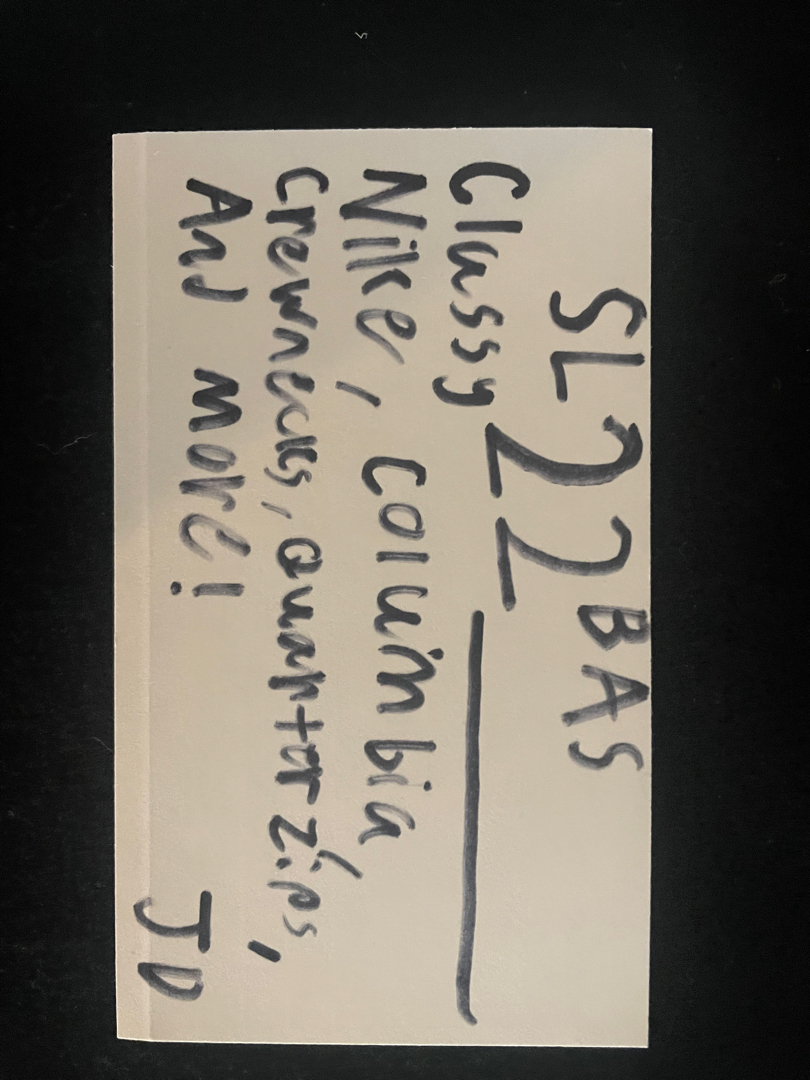 SL22BAS
Classy
Nike, Columbia
Crewnecks, quarter zips,
And more!
JD